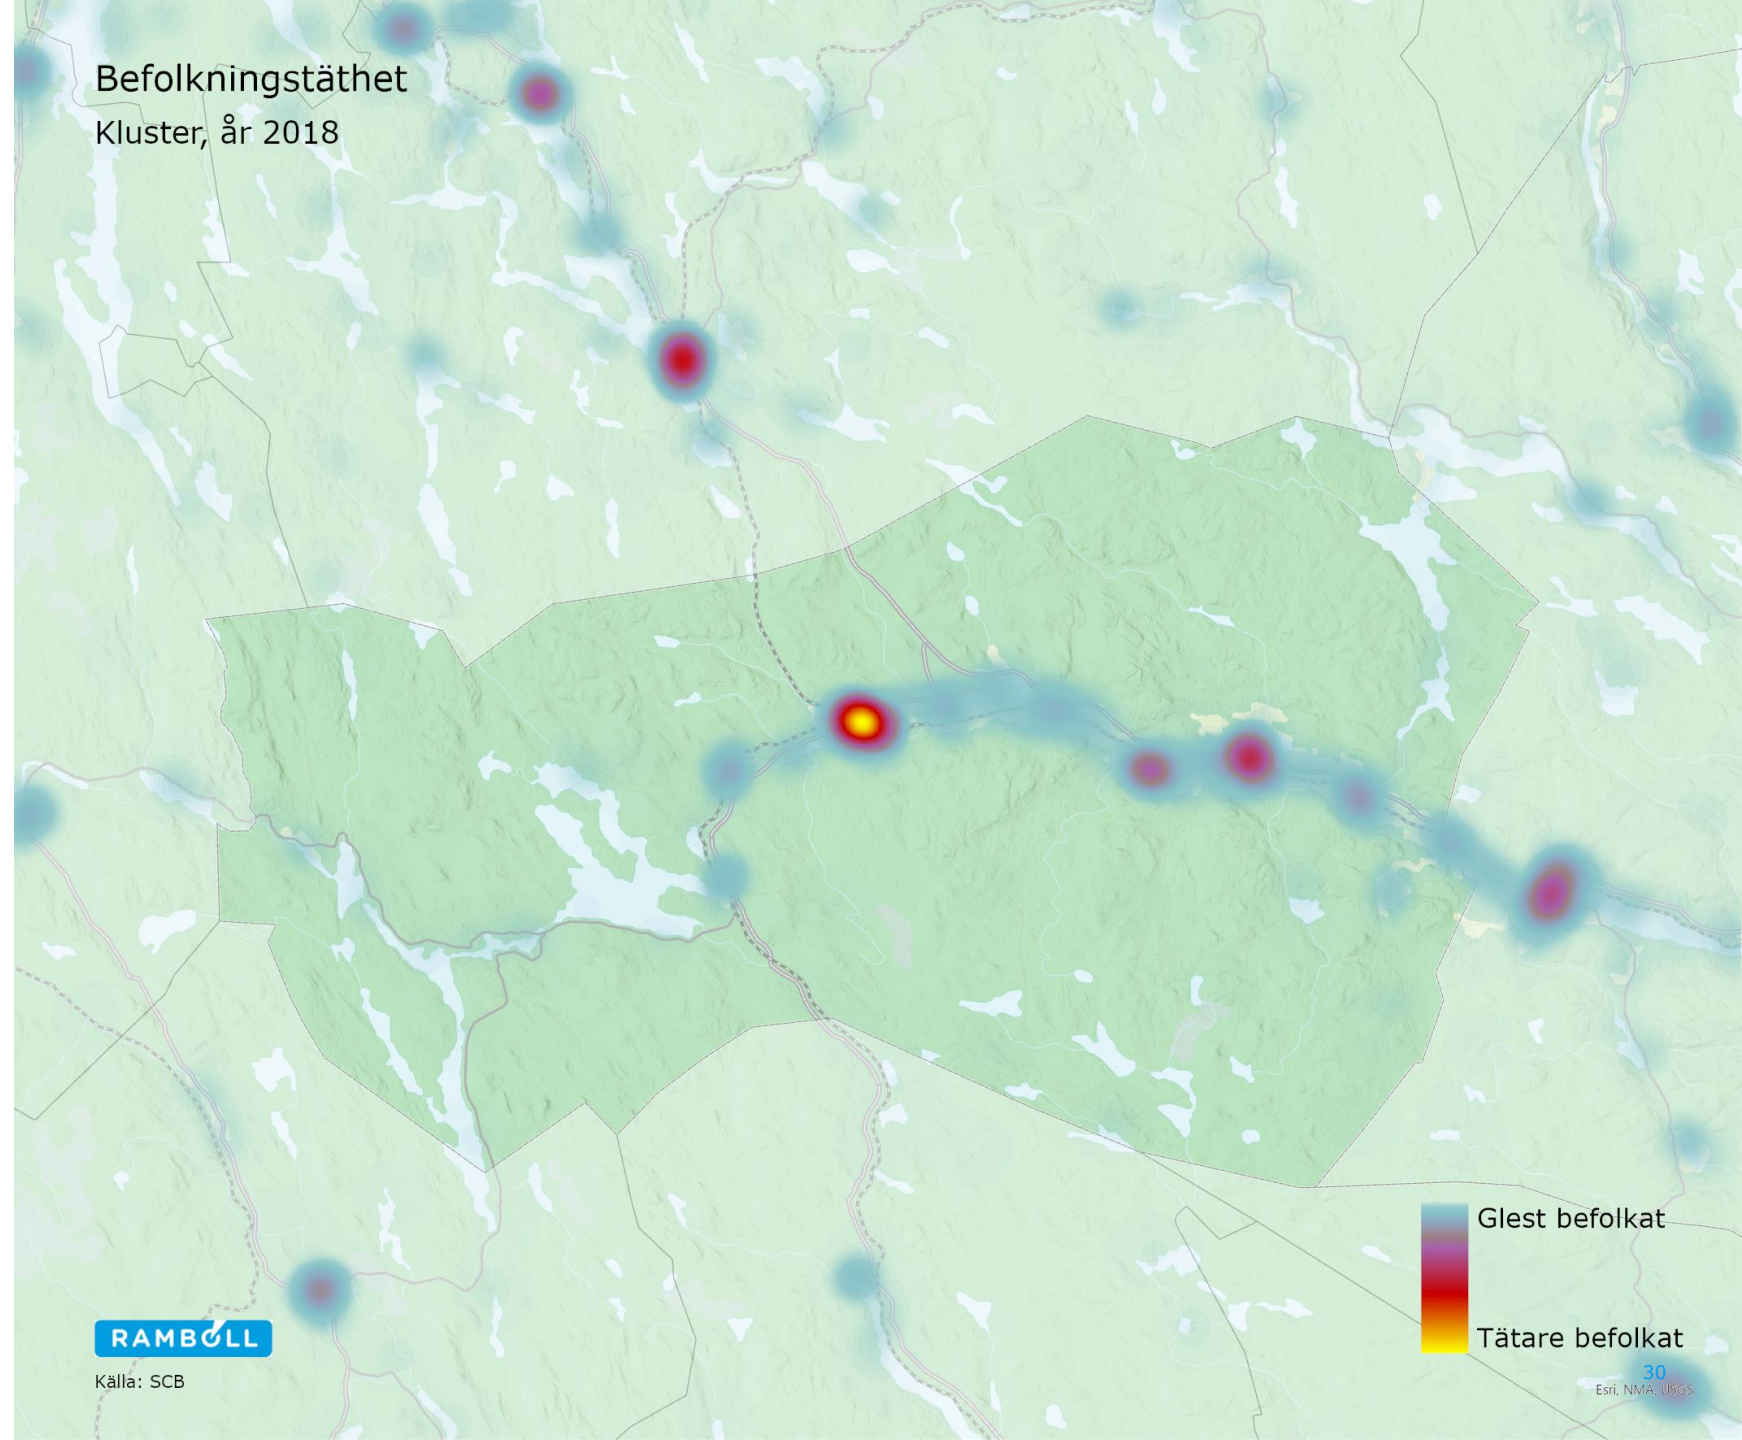 Befolkningstäthet
Kluster, år 2018
Glest befolkat
Tätare befolkat
RAMBOLL
Källa: SCB
30
Esri, NMA, USGS